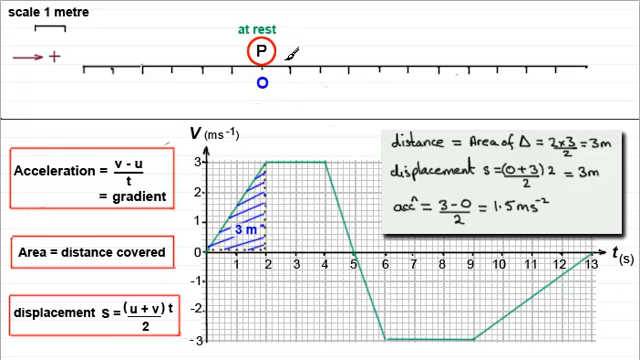 scale 1 metre
at rest
P
+
O
V (ms⁻¹)
Acceleration = v - u
t
= gradient
Area = distance covered
displacement s = (u + v) t
2
distance = Area of Δ = 2×3 = 3m
2
displacement s = (0 + 3) 2 = 3m
2
accⁿ = 3 - 0 = 1.5ms⁻²
2
3
2
1
0
-1
-2
-3
3 m
1 2 3 4 5 6 7 8 9 10 11 12 13
t (s)